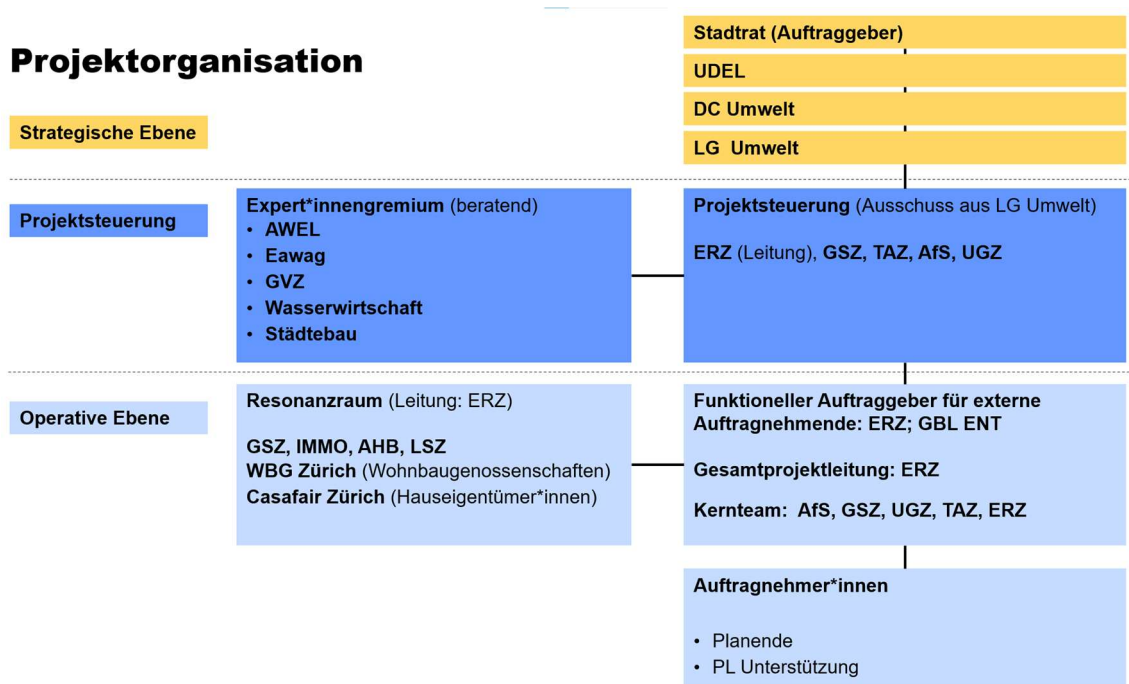 Projektorganisation
Stadtrat (Auftraggeber)
UDEL
DC Umwelt
LG Umwelt
Strategische Ebene
Projektsteuerung
Expert*innengremium (beratend)
• AWEL
• Eawag
• GVZ
• Wasserwirtschaft
• Städtebau
Projektsteuerung (Ausschuss aus LG Umwelt)
ERZ (Leitung), GSZ, TAZ, AfS, UGZ
Operative Ebene
Resonanzraum (Leitung: ERZ)
GSZ, IMMO, AHB, LSZ
WBG Zürich (Wohnbaugenossenschaften)
Casafair Zürich (Hauseigentümer*innen)
Funktioneller Auftraggeber für externe
Auftragnehmende: ERZ; GBL ENT
Gesamtprojektleitung: ERZ
Kernteam: AfS, GSZ, UGZ, TAZ, ERZ
Auftragnehmer*innen
• Planende
• PL Unterstützung